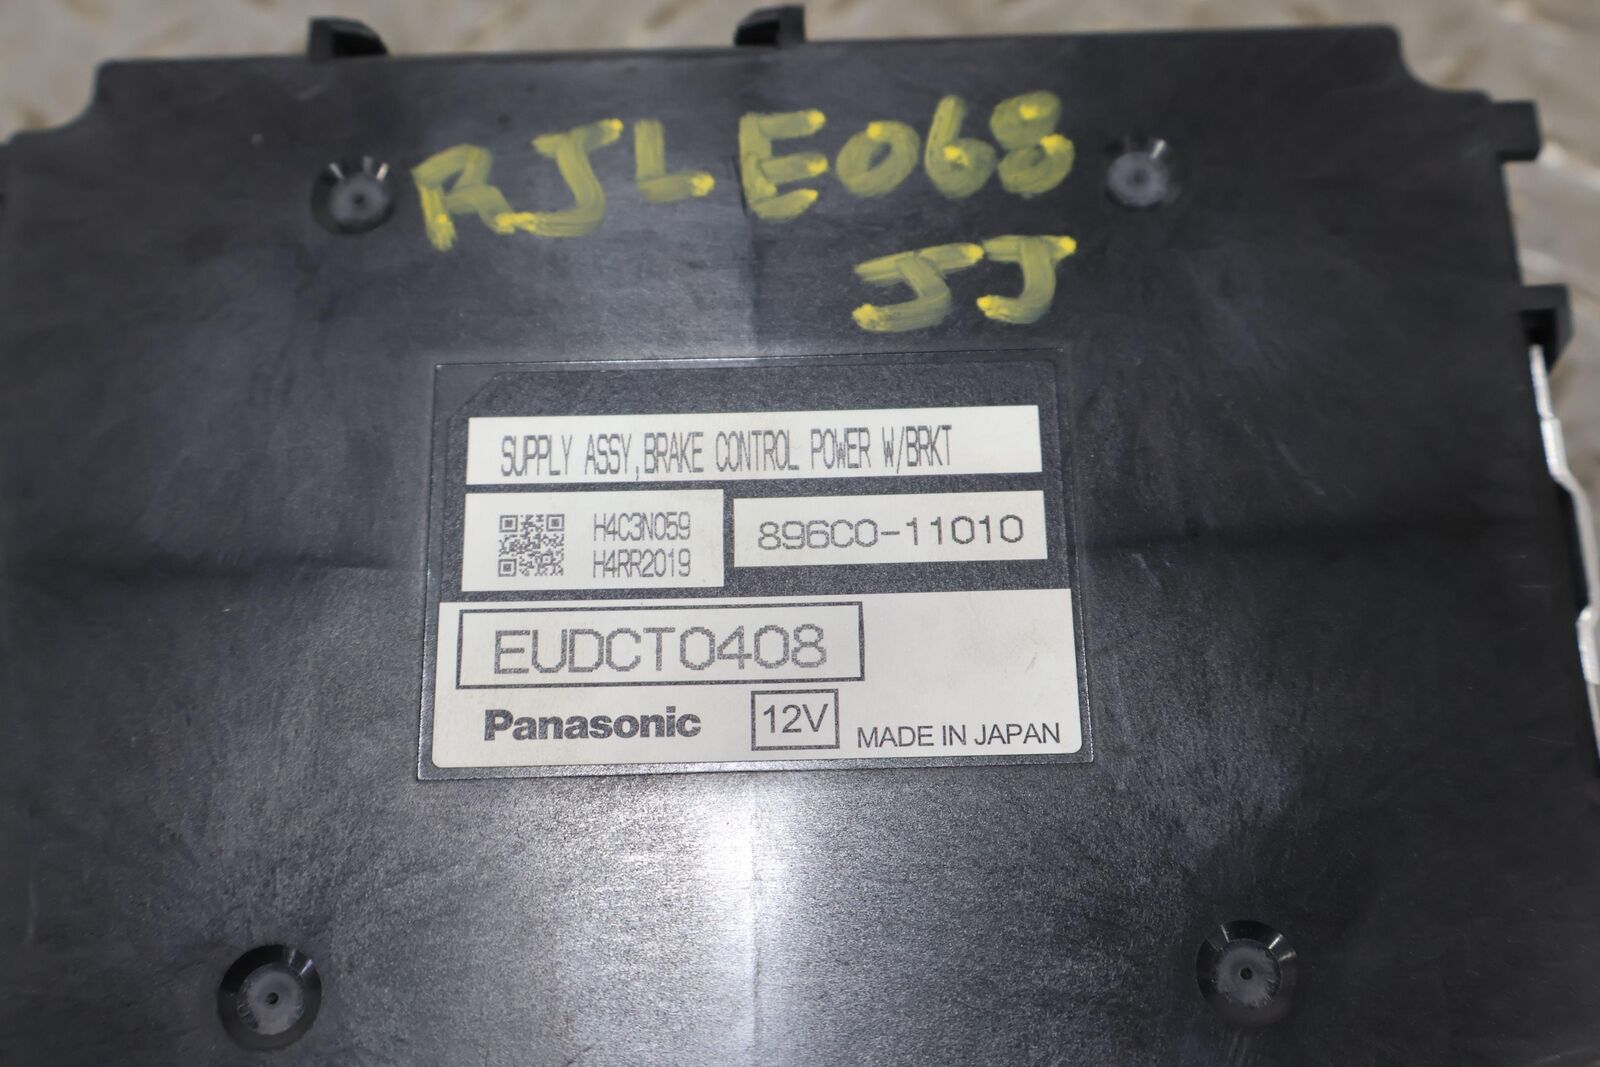 RJLE068
JJ
SUPPLY ASSY,BRAKE CONTROL POWER W/BRKT
H4C3N059
H4RR2019
896C0-11010
EUDCT0408
Panasonic 12V MADE IN JAPAN